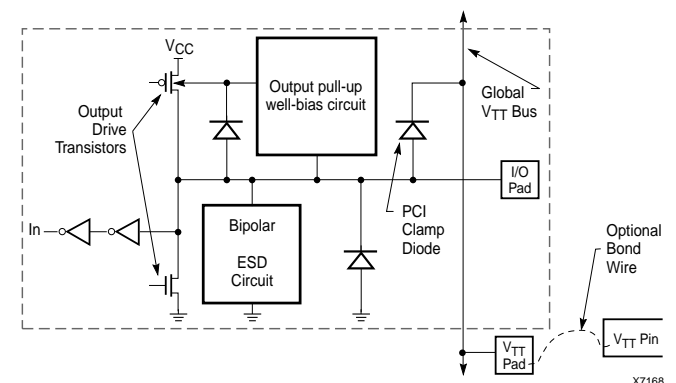 VCC
Output pull-up
well-bias circuit
Global
VTT Bus
Output
Drive
Transistors
I/O
Pad
In
Bipolar
ESD
Circuit
PCI
Clamp
Diode
Optional
Bond
Wire
VTT
Pad
VTT Pin
X7168